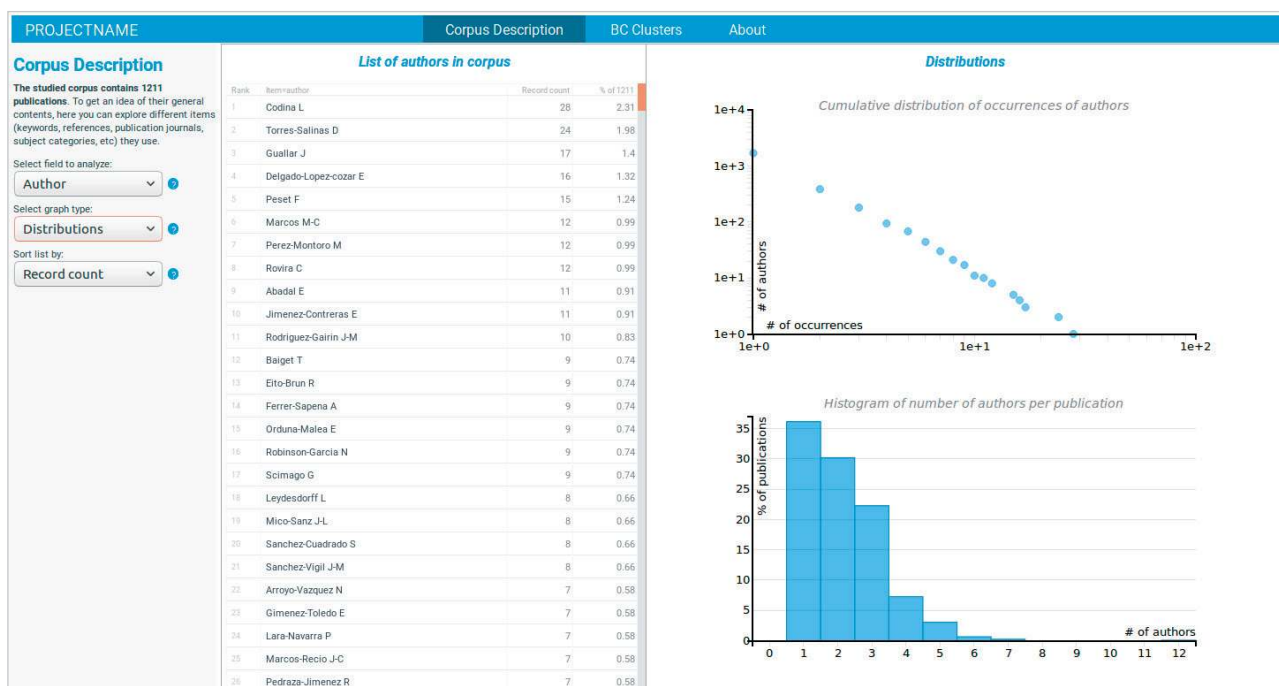 PROJECTNAME
Corpus Description
BC Clusters
About
Corpus Description
The studied corpus contains 1211
publications. To get an idea of their general
contents, here you can explore different items
(keywords, references, publication journals,
subject categories, etc) they use.
Select field to analyze:
Author
?
Select graph type:
Distributions
?
Sort list by:
Record count
?
List of authors in corpus
Rank Item=author Record count % of 1211
1 Codina L 28 2.31
2 Torres-Salinas D 24 1.98
3 Guallar J 17 1.4
4 Delgado-Lopez-cozar E 16 1.32
5 Peset F 15 1.24
6 Marcos M-C 12 0.99
7 Perez-Montoro M 12 0.99
8 Rovira C 12 0.99
9 Abadal E 11 0.91
10 Jimenez-Contreras E 11 0.91
11 Rodriguez-Gairin J-M 10 0.83
12 Baiget T 9 0.74
13 Eito-Brun R 9 0.74
14 Ferrer-Sapena A 9 0.74
15 Orduna-Malea E 9 0.74
16 Robinson-Garcia N 9 0.74
17 Scimago G 9 0.74
18 Leydesdorff L 8 0.66
19 Mico-Sanz J-L 8 0.66
20 Sanchez-Cuadrado S 8 0.66
21 Sanchez-Vigil J-M 8 0.66
22 Arroyo-Vazquez N 7 0.58
23 Gimenez-Toledo E 7 0.58
24 Lara-Navarra P 7 0.58
25 Marcos-Recio J-C 7 0.58
26 Pedraza-Jimenez R 7 0.58
Distributions
Cumulative distribution of occurrences of authors
1e+4
1e+3
1e+2
1e+1
1e+0
# of authors
# of occurrences
1e+0 1e+1 1e+2
Histogram of number of authors per publication
35
30
25
20
15
10
5
0
% of publications
# of authors
0 1 2 3 4 5 6 7 8 9 10 11 12